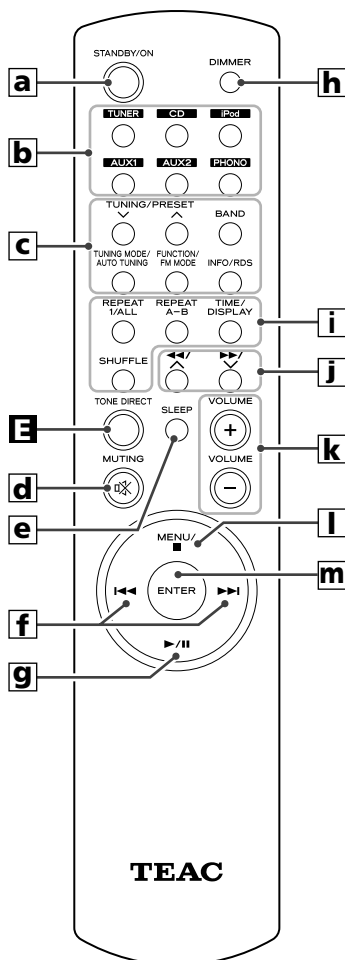 STANDBY/ON
DIMMER
a
h
TUNER CD iPod
b
AUX1 AUX2 PHONO
TUNING/PRESET
BAND
c
TUNING MODE/
AUTO TUNING
FUNCTION/
FM MODE
INFO/RDS
REPEAT
1/ALL
REPEAT
A–B
TIME/
DISPLAY
i
SHUFFLE
j
TONE DIRECT
SLEEP
VOLUME
E
+
k
MUTING
VOLUME
d
–
e
MENU/
l
ENTER
m
f
g
TEAC